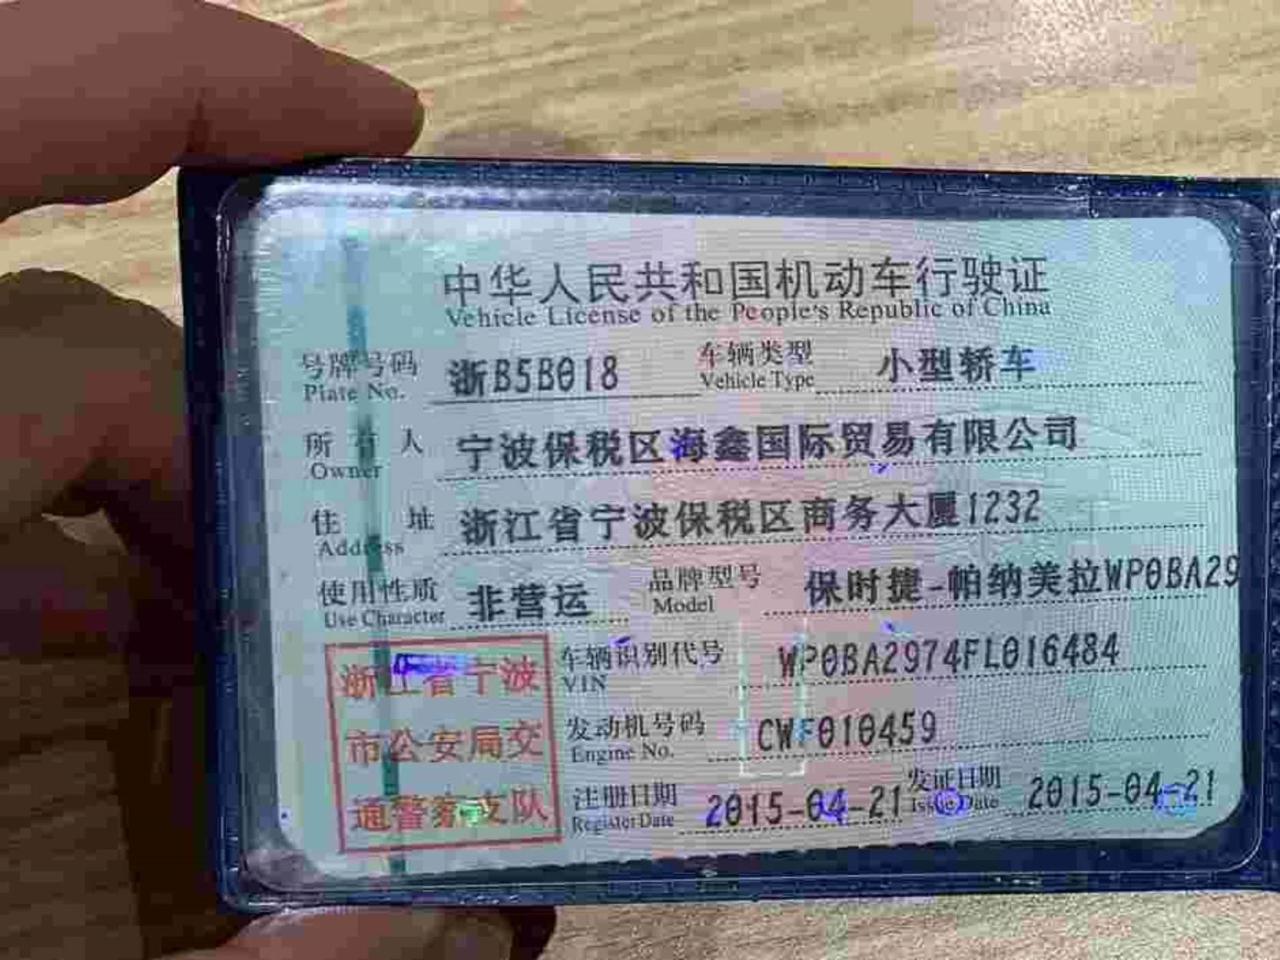 中华人民共和国机动车行驶证
Vehicle License of the People's Republic of China
号牌号码 浙B5B018 车辆类型 小型轿车
Plate No. Vehicle Type
所有人 宁波保税区海鑫国际贸易有限公司
Owner
住址 浙江省宁波保税区商务大厦1232
Address
使用性质 非营运 品牌型号 保时捷-帕纳美拉WP0BA29
Use Character Model
车辆识别代号 WP0BA2974FL016484
VIN
发动机号码 CWF010459
Engine No.
注册日期 2015-04-21 发证日期 2015-04-21
Register Date Issue Date
浙江省宁波
市公安局交
通警察支队